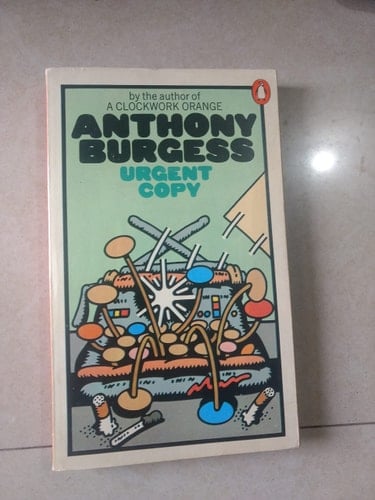 by the author of
A CLOCKWORK ORANGE
ANTHONY
BURGESS
URGENT
COPY